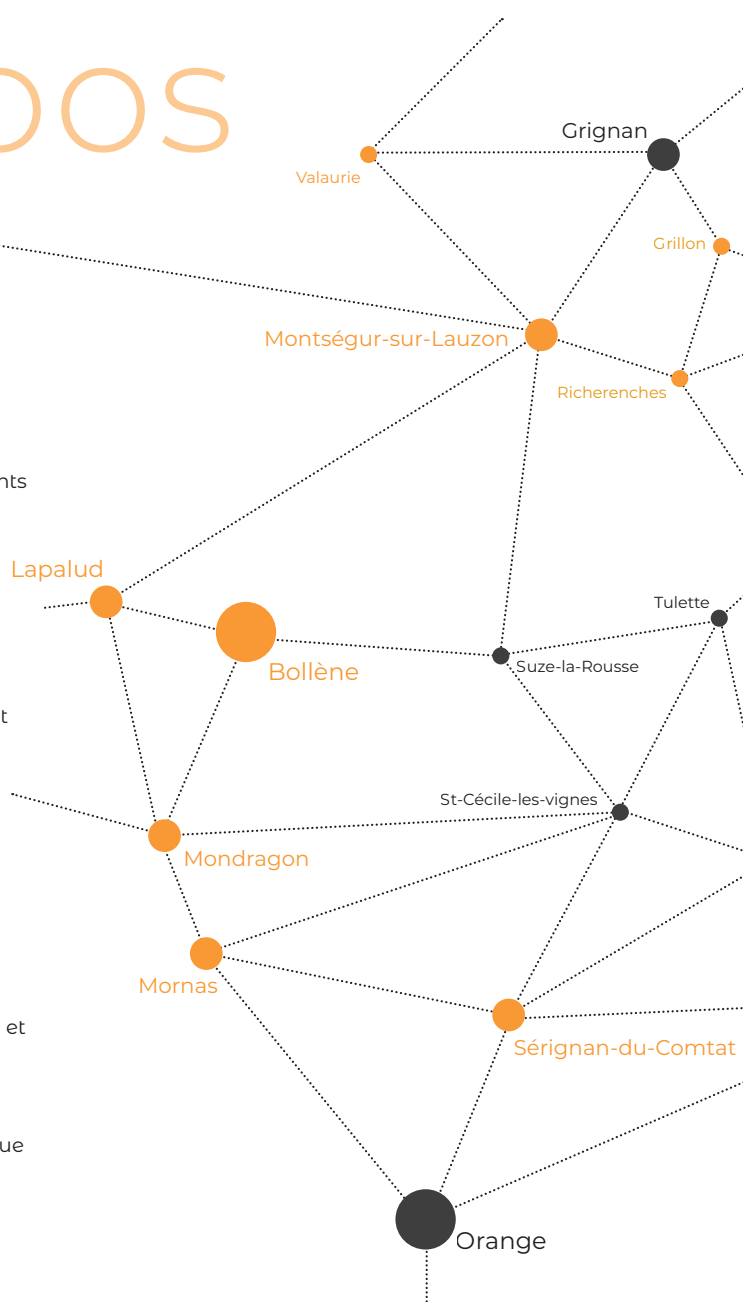 OOS
Grignan
Valaurie
Grillon
Montségur-sur-Lauzon
Richerenches
nts
Lapalud
Tulette
Suze-la-Rousse
Bollène
t
St-Cécile-les-vignes
Mondragon
Mornas
et
Sérignan-du-Comtat
ue
Orange